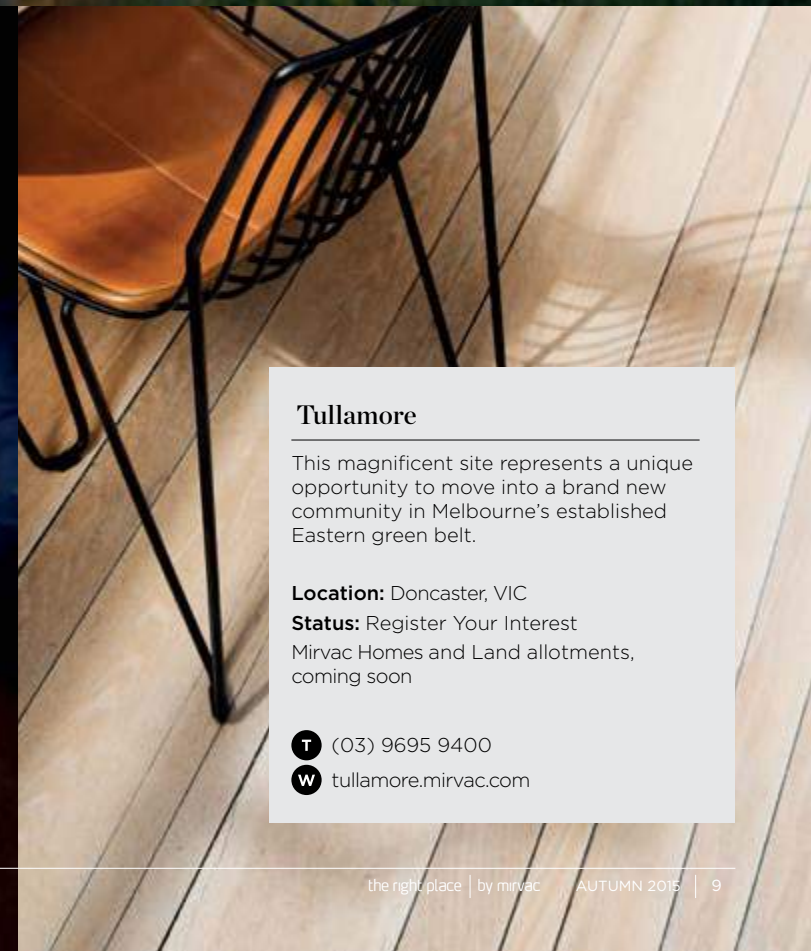 Tullamore
This magnificent site represents a unique
opportunity to move into a brand new
community in Melbourne's established
Eastern green belt.
Location: Doncaster, VIC
Status: Register Your Interest
Mirvac Homes and Land allotments,
coming soon
T (03) 9695 9400
W tullamore.mirvac.com
the right place | by mirvac AUTUMN 2015 | 9